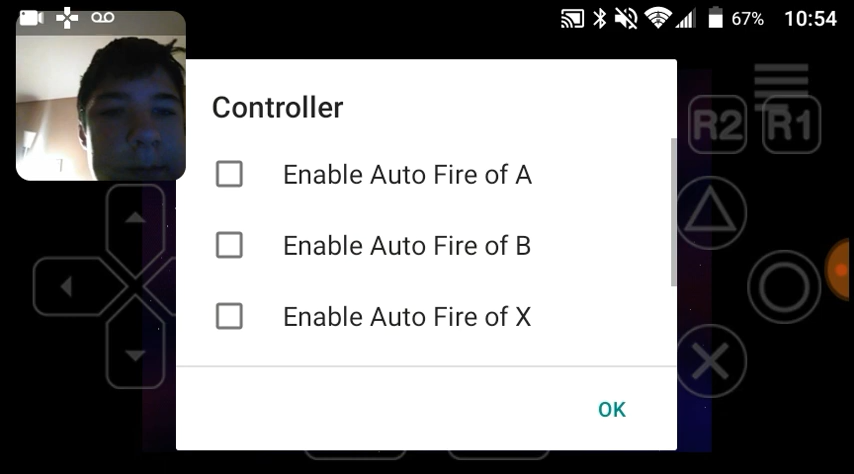 67% 10:54
Controller
R2 R1
Enable Auto Fire of A
Enable Auto Fire of B
Enable Auto Fire of X
OK